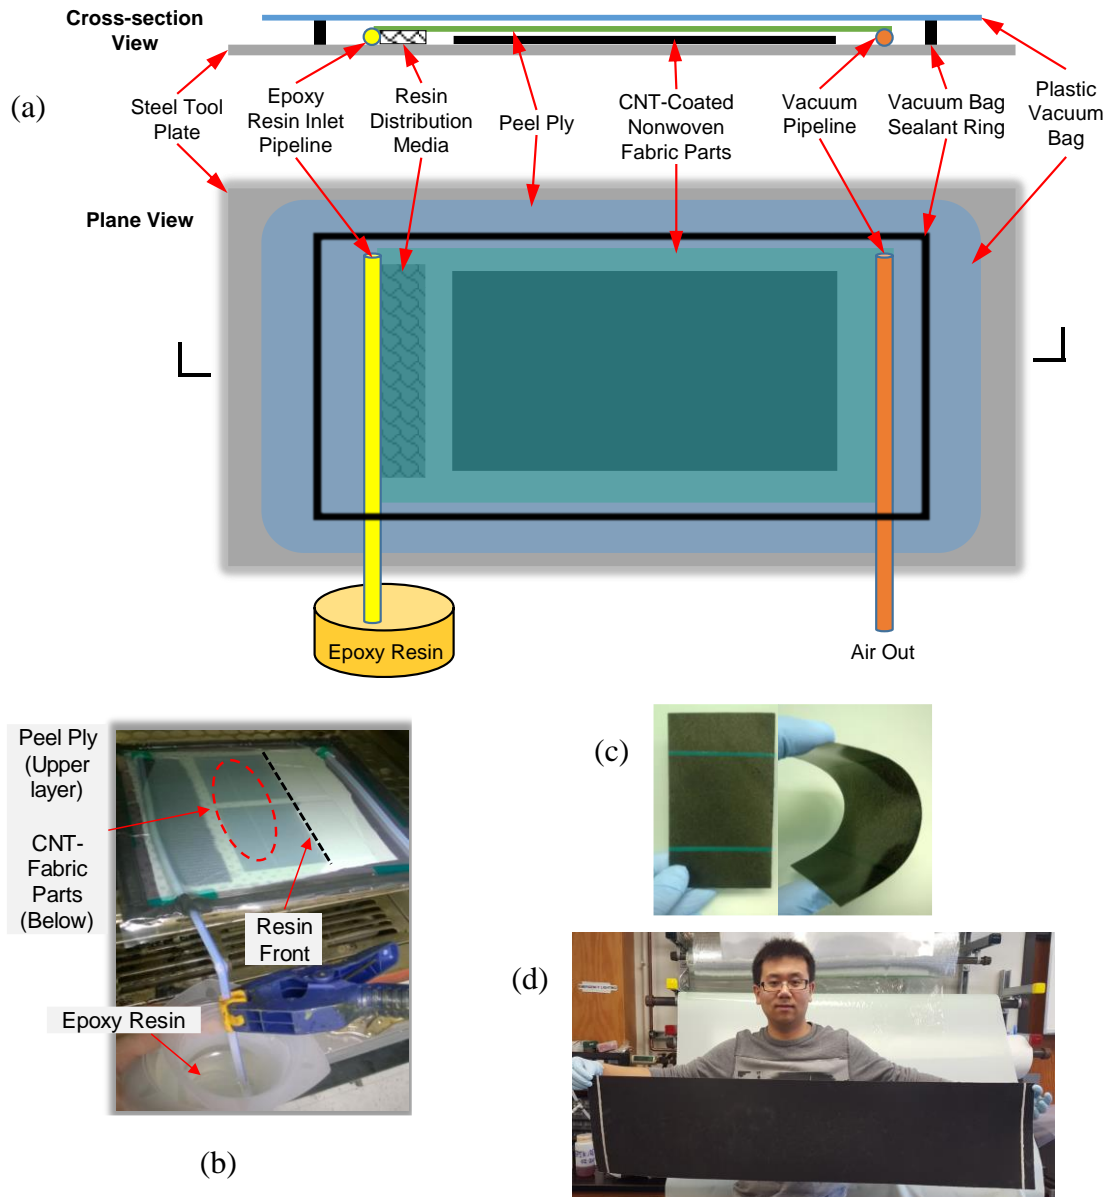 Cross-section
View
(a)
Steel Tool
Plate
Epoxy
Resin Inlet
Pipeline
Resin
Distribution
Media
Peel Ply
CNT-Coated
Nonwoven
Fabric Parts
Vacuum
Pipeline
Vacuum Bag
Sealant Ring
Plastic
Vacuum
Bag
Plane View
Epoxy Resin
Air Out
Peel Ply
(Upper
layer)
CNT-
Fabric
Parts
(Below)
Resin
Front
Epoxy Resin
(b)
(c)
(d)